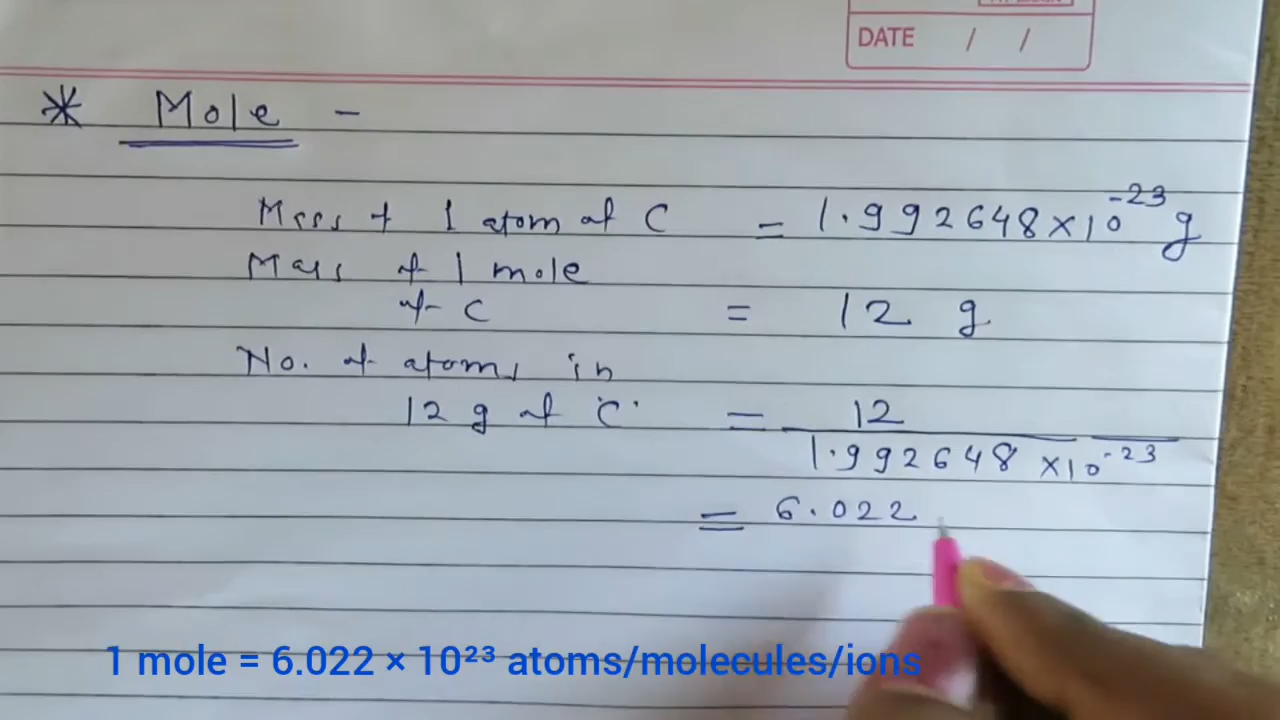 DATE / /
* Mole -
Mass of 1 atom of C = 1.992648×10⁻²³ g
Mass of 1 mole
of C = 12 g
No. of atoms in
12 g of C = 12
1.992648 ×10⁻²³
= 6.022
1 mole = 6.022 × 10²³ atoms/molecules/ions